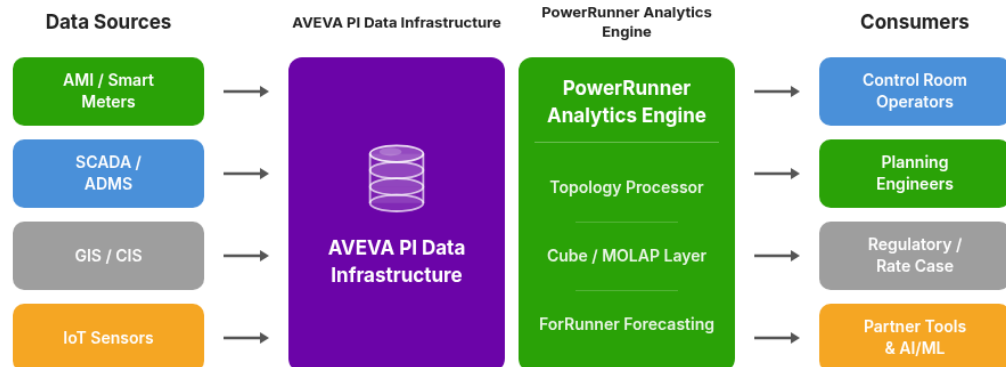 Data Sources
AVEVA PI Data Infrastructure
PowerRunner Analytics
Engine
Consumers
AMI / Smart
Meters
SCADA /
ADMS
GIS / CIS
IoT Sensors
AVEVA PI Data
Infrastructure
PowerRunner
Analytics Engine
Topology Processor
Cube / MOLAP Layer
ForRunner Forecasting
Control Room
Operators
Planning
Engineers
Regulatory /
Rate Case
Partner Tools
& AI/ML